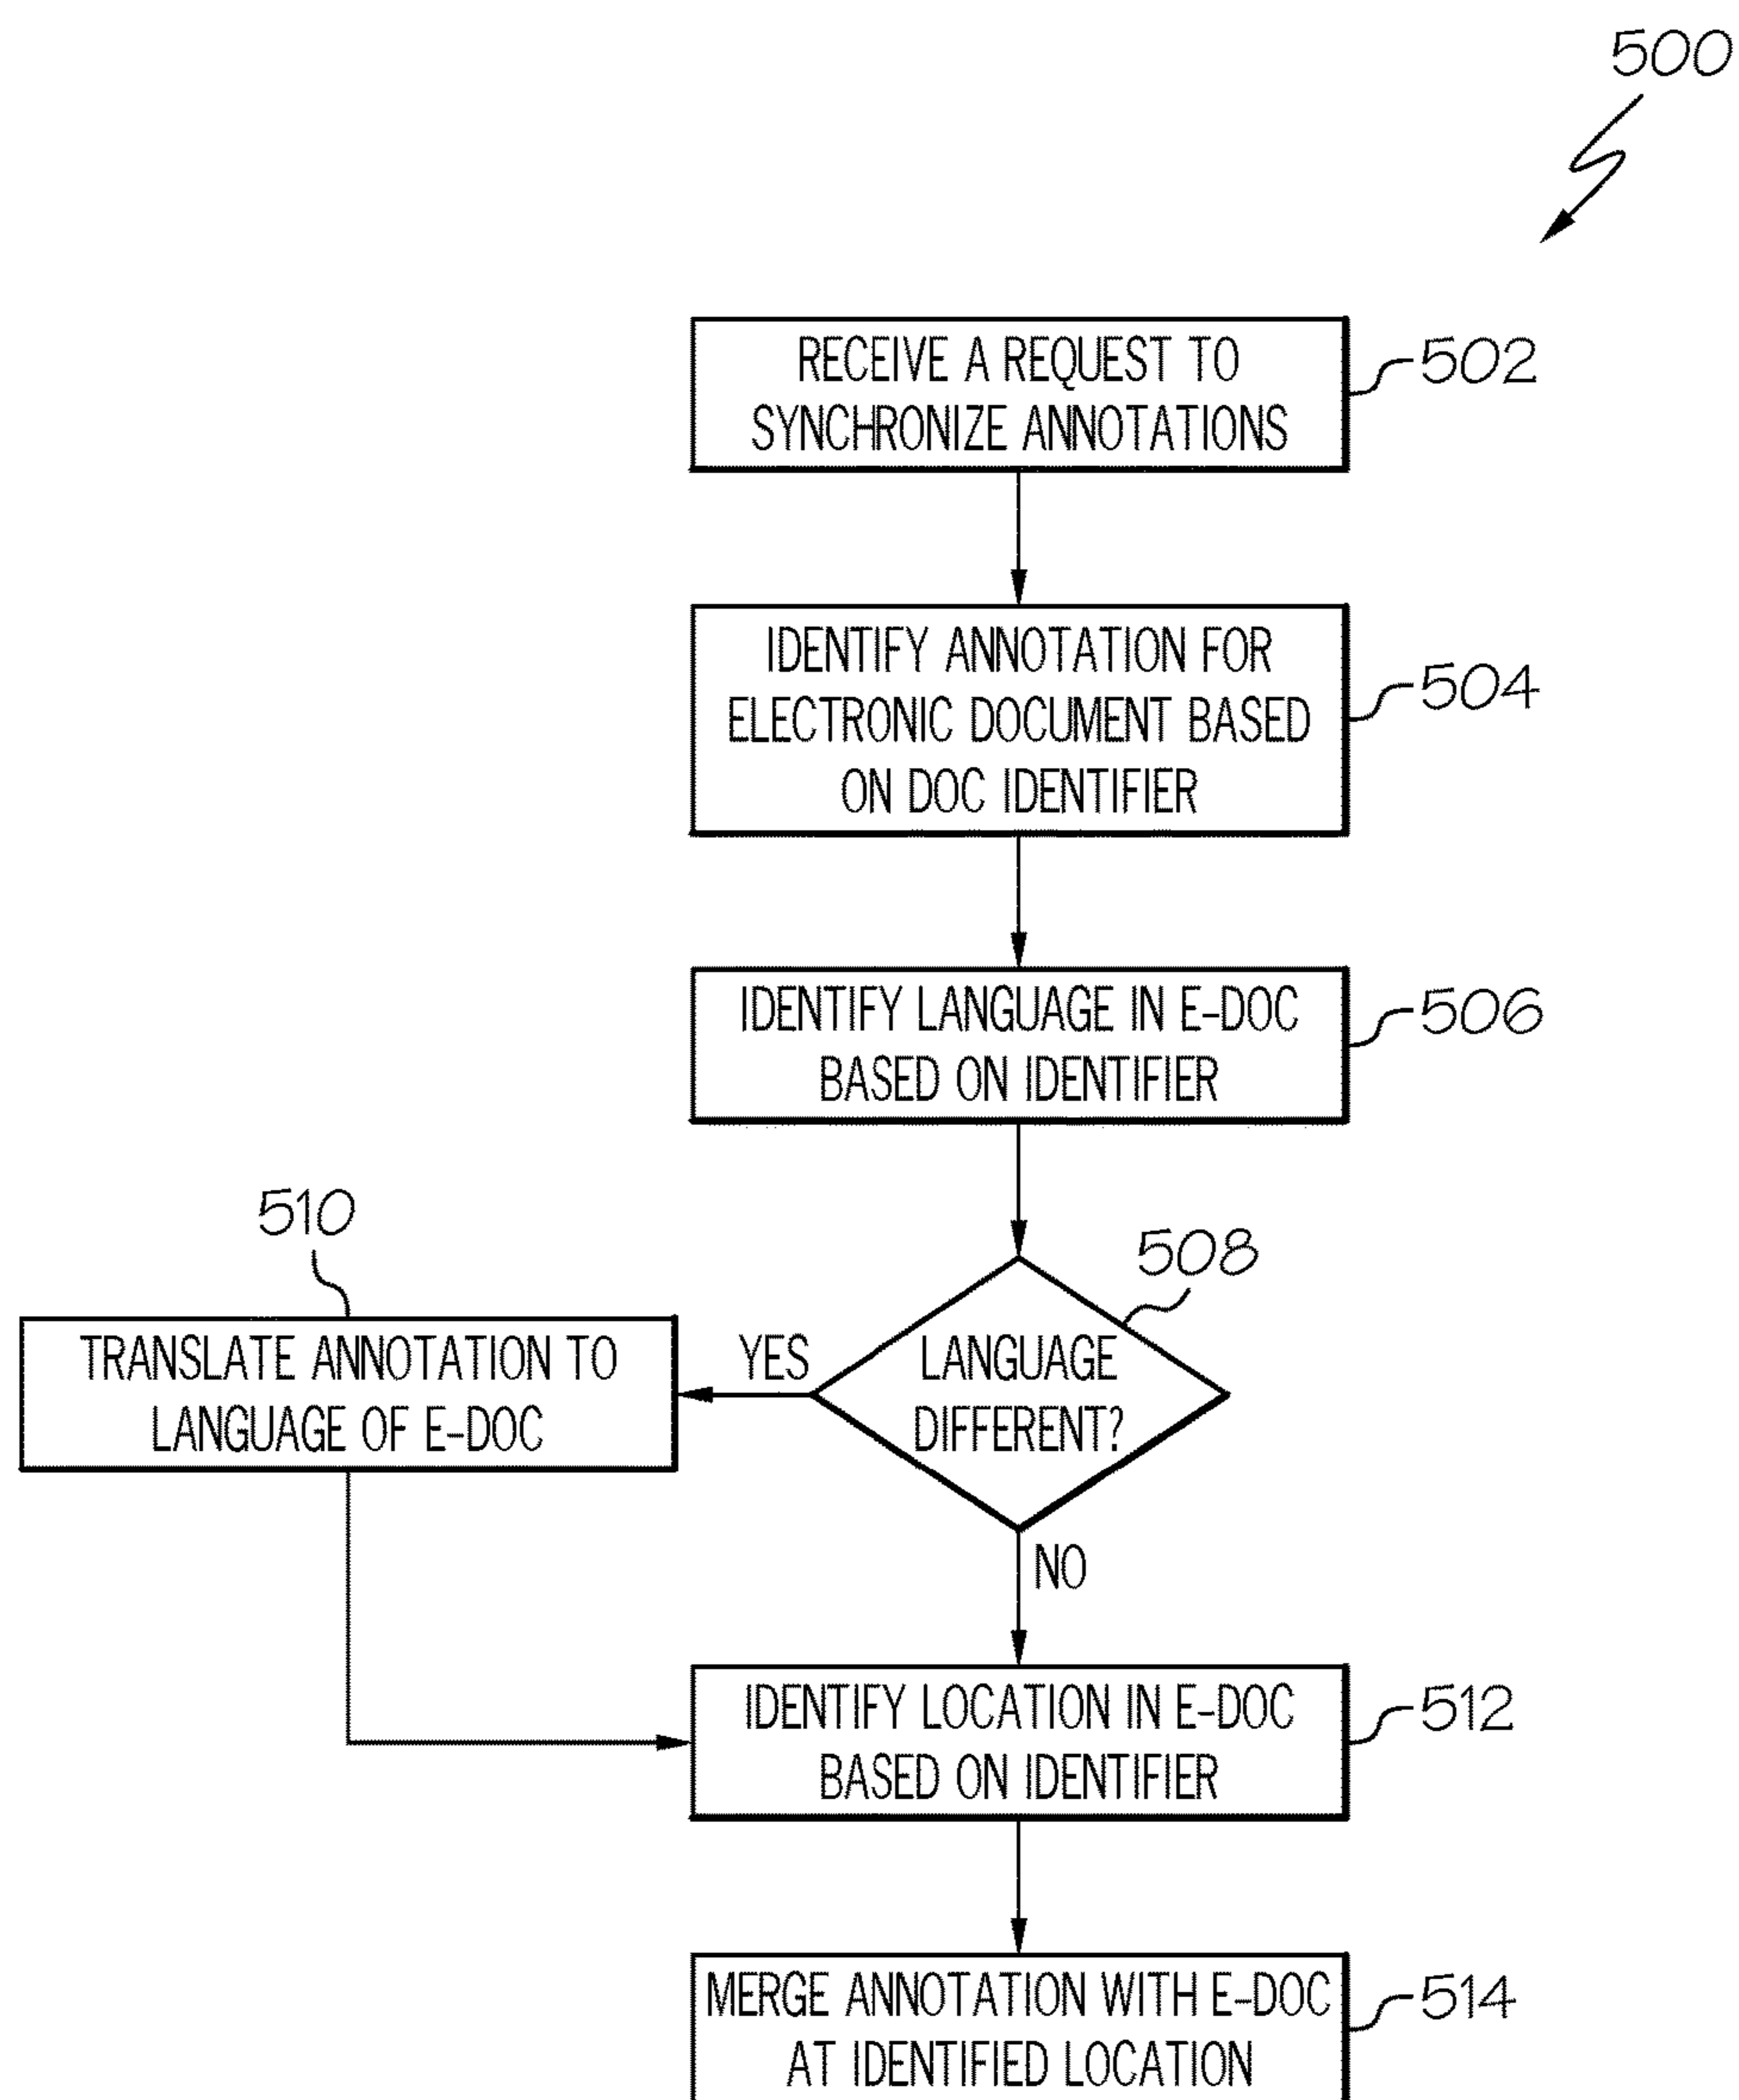 500
RECEIVE A REQUEST TO
SYNCHRONIZE ANNOTATIONS
502
IDENTIFY ANNOTATION FOR
ELECTRONIC DOCUMENT BASED
ON DOC IDENTIFIER
504
IDENTIFY LANGUAGE IN E-DOC
BASED ON IDENTIFIER
506
508
LANGUAGE
DIFFERENT?
YES
510
TRANSLATE ANNOTATION TO
LANGUAGE OF E-DOC
NO
IDENTIFY LOCATION IN E-DOC
BASED ON IDENTIFIER
512
MERGE ANNOTATION WITH E-DOC
AT IDENTIFIED LOCATION
514